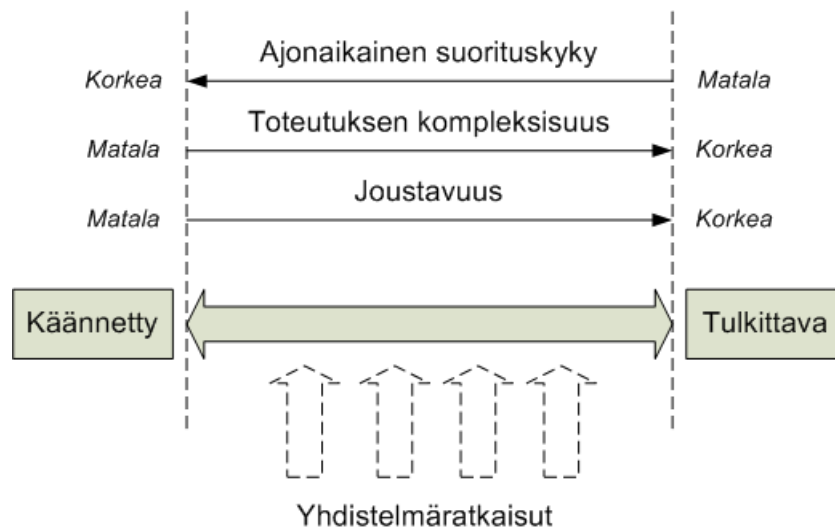 Ajonaikainen suorituskyky
Korkea Matala
Toteutuksen kompleksisuus
Matala Korkea
Joustavuus
Matala Korkea
Käännetty Tulkittava
Yhdistelmäratkaisut